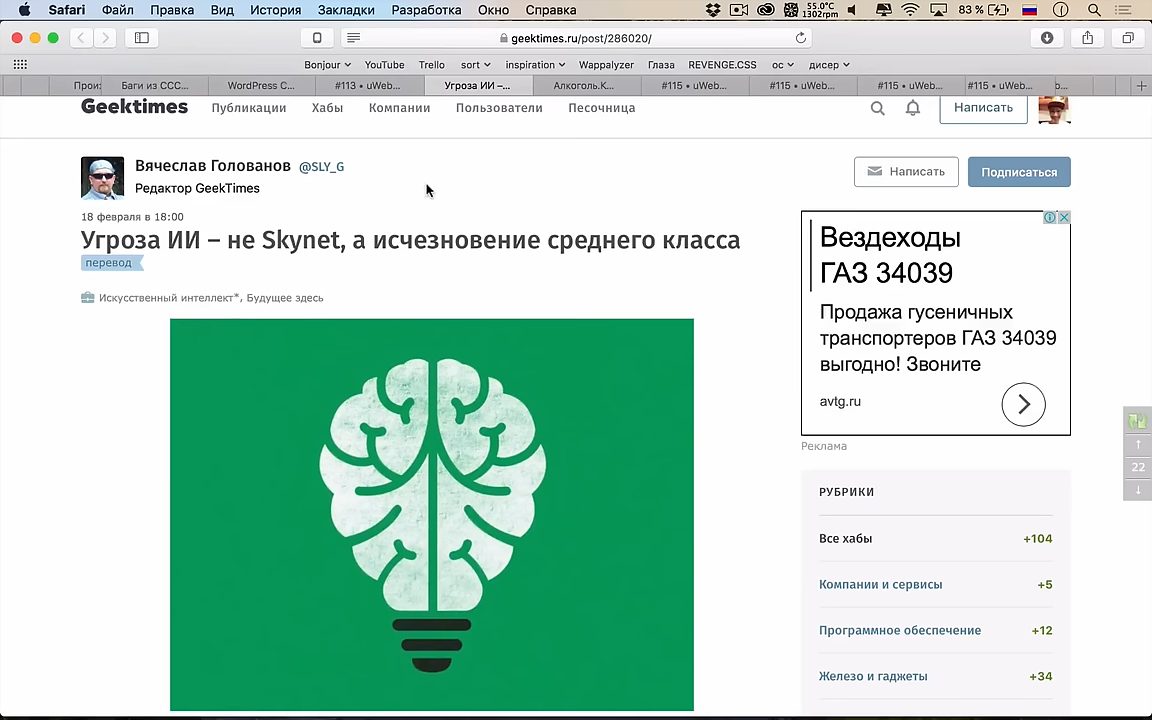 Safari Файл Правка Вид История Закладки Разработка Окно Справка
55.0°C
1302rpm
83 %
geektimes.ru/post/286020/
Bonjour YouTube Trello sort inspiration Wappalyzer Глаза REVENGE.CSS ос дисер
Прои: Баги из ССС... WordPress C... #113 • uWeb... Угроза ИИ –... Алкоголь.К... #115 • uWeb... #115 • uWeb... #115 • uWeb... #115 • uWeb...
Geektimes Публикации Хабы Компании Пользователи Песочница Написать
Вячеслав Голованов @SLY_G
Редактор GeekTimes
Написать Подписаться
18 февраля в 18:00
Угроза ИИ – не Skynet, а исчезновение среднего класса
перевод
Искусственный интеллект*, Будущее здесь
Вездеходы
ГАЗ 34039
Продажа гусеничных
транспортеров ГАЗ 34039
выгодно! Звоните
avtg.ru
Реклама
22
РУБРИКИ
Все хабы +104
Компании и сервисы +5
Программное обеспечение +12
Железо и гаджеты +34